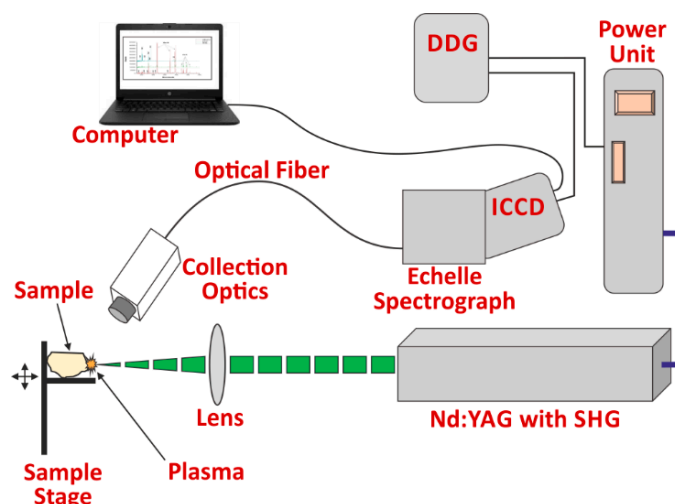 DDG
Power
Unit
Computer
Optical Fiber
ICCD
Collection
Optics
Echelle
Spectrograph
Sample
Lens
Nd:YAG with SHG
Plasma
Sample
Stage